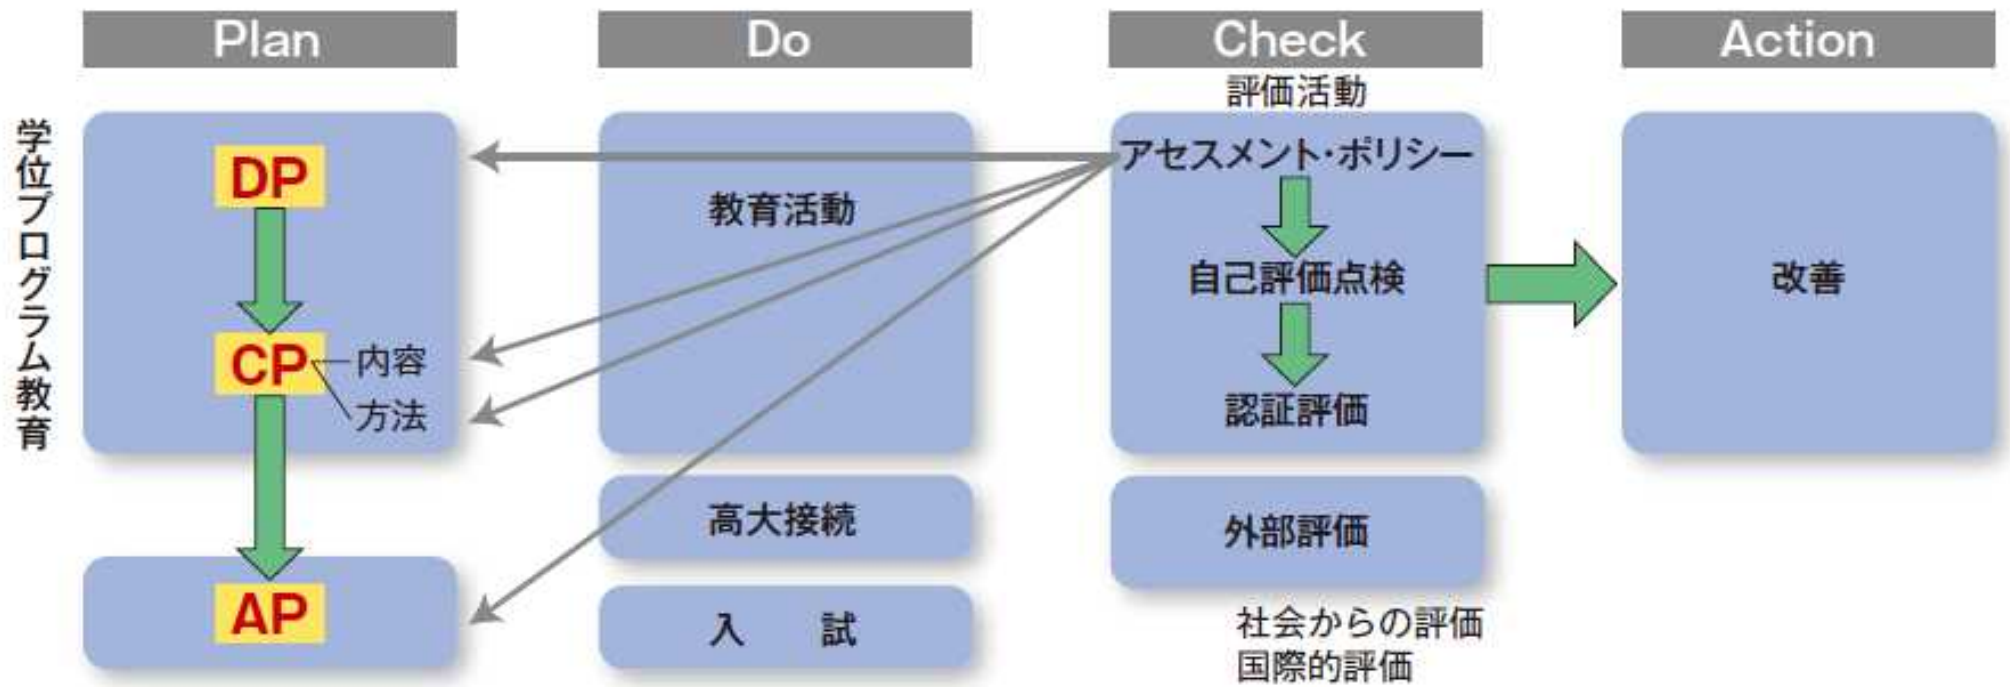 Plan
Do
Check
Action
学位プログラム教育
DP
CP
内容
方法
AP
教育活動
高大接続
入　試
評価活動
アセスメント・ポリシー
自己評価点検
認証評価
外部評価
社会からの評価
国際的評価
改善